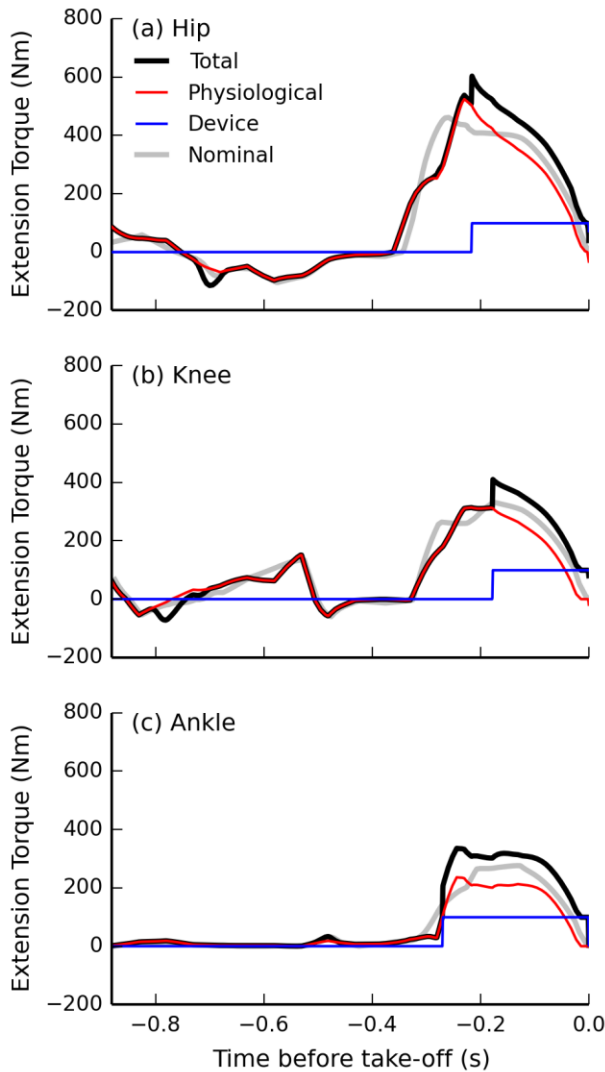 (a) Hip
Total
Physiological
Device
Nominal
Extension Torque (Nm)
800
600
400
200
0
−200
(b) Knee
Extension Torque (Nm)
800
600
400
200
0
−200
(c) Ankle
Extension Torque (Nm)
800
600
400
200
0
−200
−0.8 −0.6 −0.4 −0.2 0.0
Time before take-off (s)